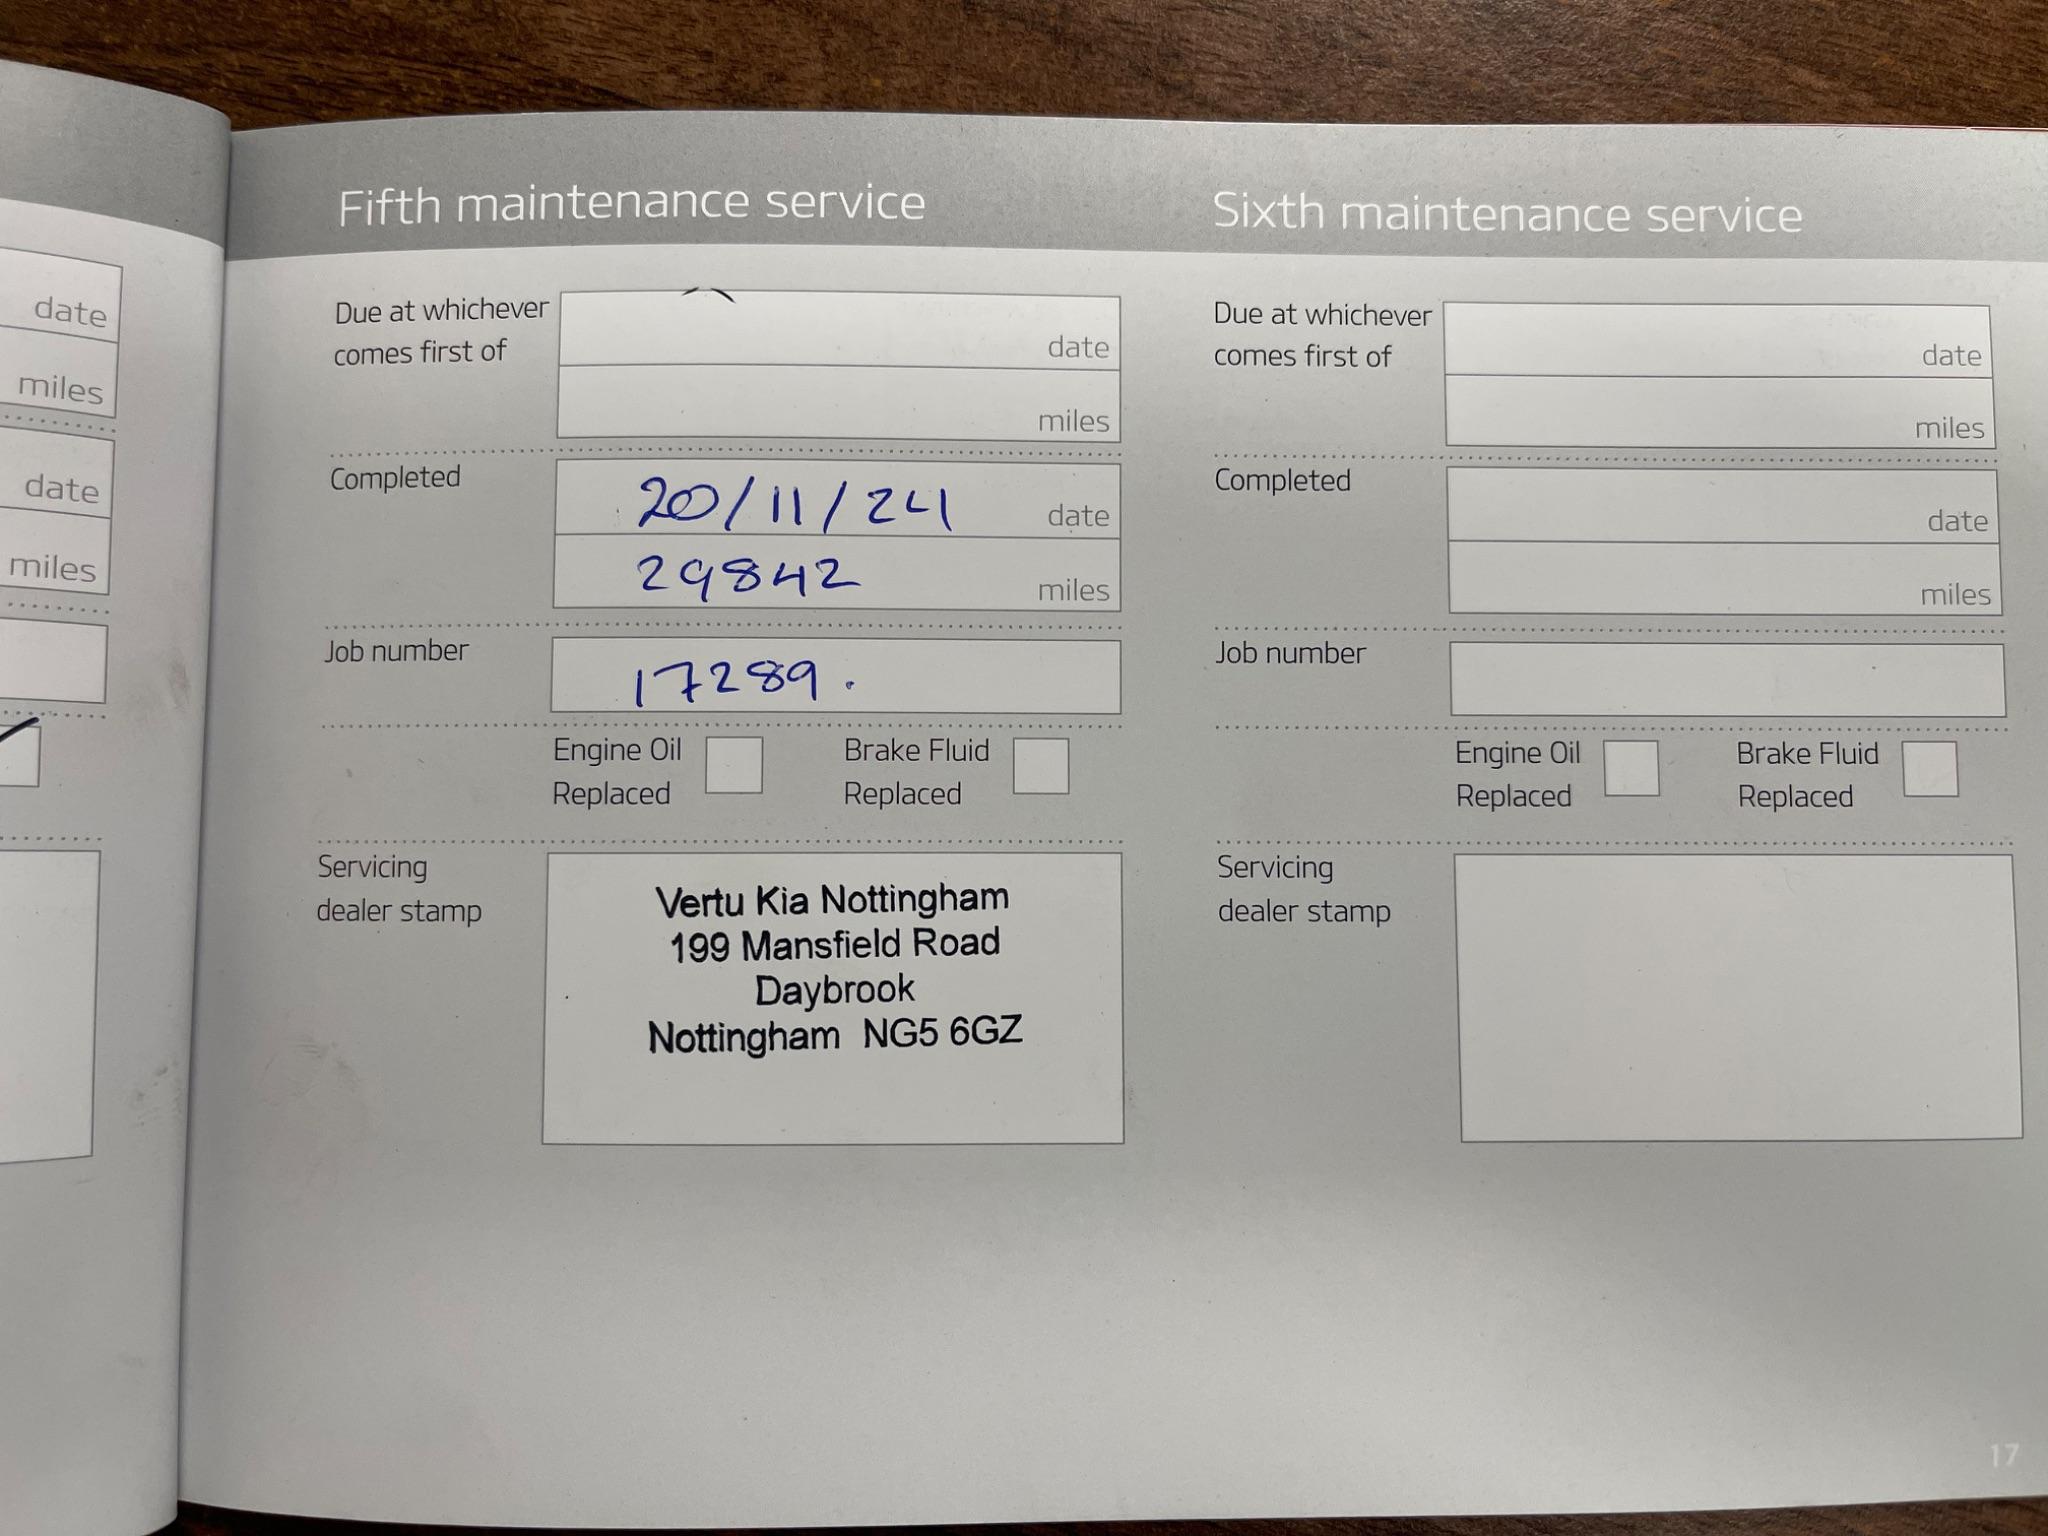 date
miles
date
miles
Fifth maintenance service
Due at whichever
comes first of
date
miles
Completed
20/11/24
date
29842
miles
Job number
17289.
Engine Oil
Replaced
Brake Fluid
Replaced
Servicing
dealer stamp
Vertu Kia Nottingham
199 Mansfield Road
Daybrook
Nottingham NG5 6GZ
Sixth maintenance service
Due at whichever
comes first of
date
miles
Completed
date
miles
Job number
Engine Oil
Replaced
Brake Fluid
Replaced
Servicing
dealer stamp
17